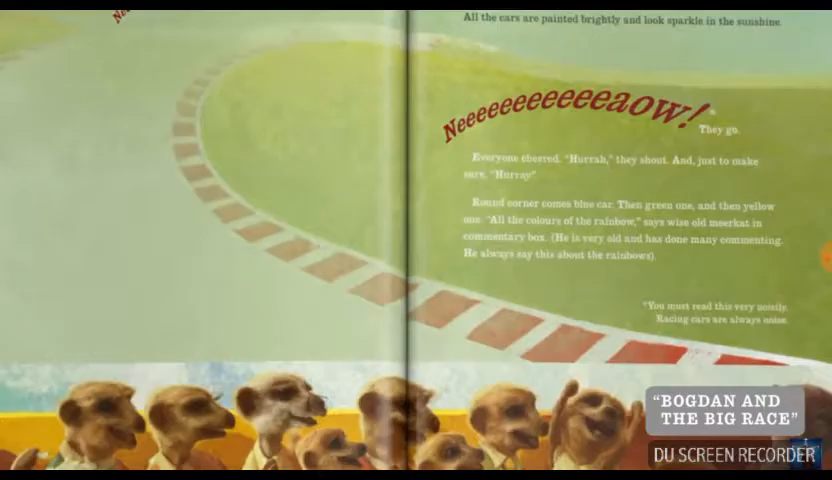 All the cars are painted brightly and look sparkle in the sunshine.
Neeeeeeeeeeeaow!*
They go.
Everyone cheered. "Hurrah," they shout. And, just to make
sure, "Hurray"
Round corner comes blue car. Then green one, and then yellow
one. "All the colours of the rainbow," says wise old meerkat in
commentary box. (He is very old and has done many commenting.
He always say this about the rainbows).
*You must read this very noisily.
Racing cars are always noise.
"BOGDAN AND
THE BIG RACE"
DU SCREEN RECORDER